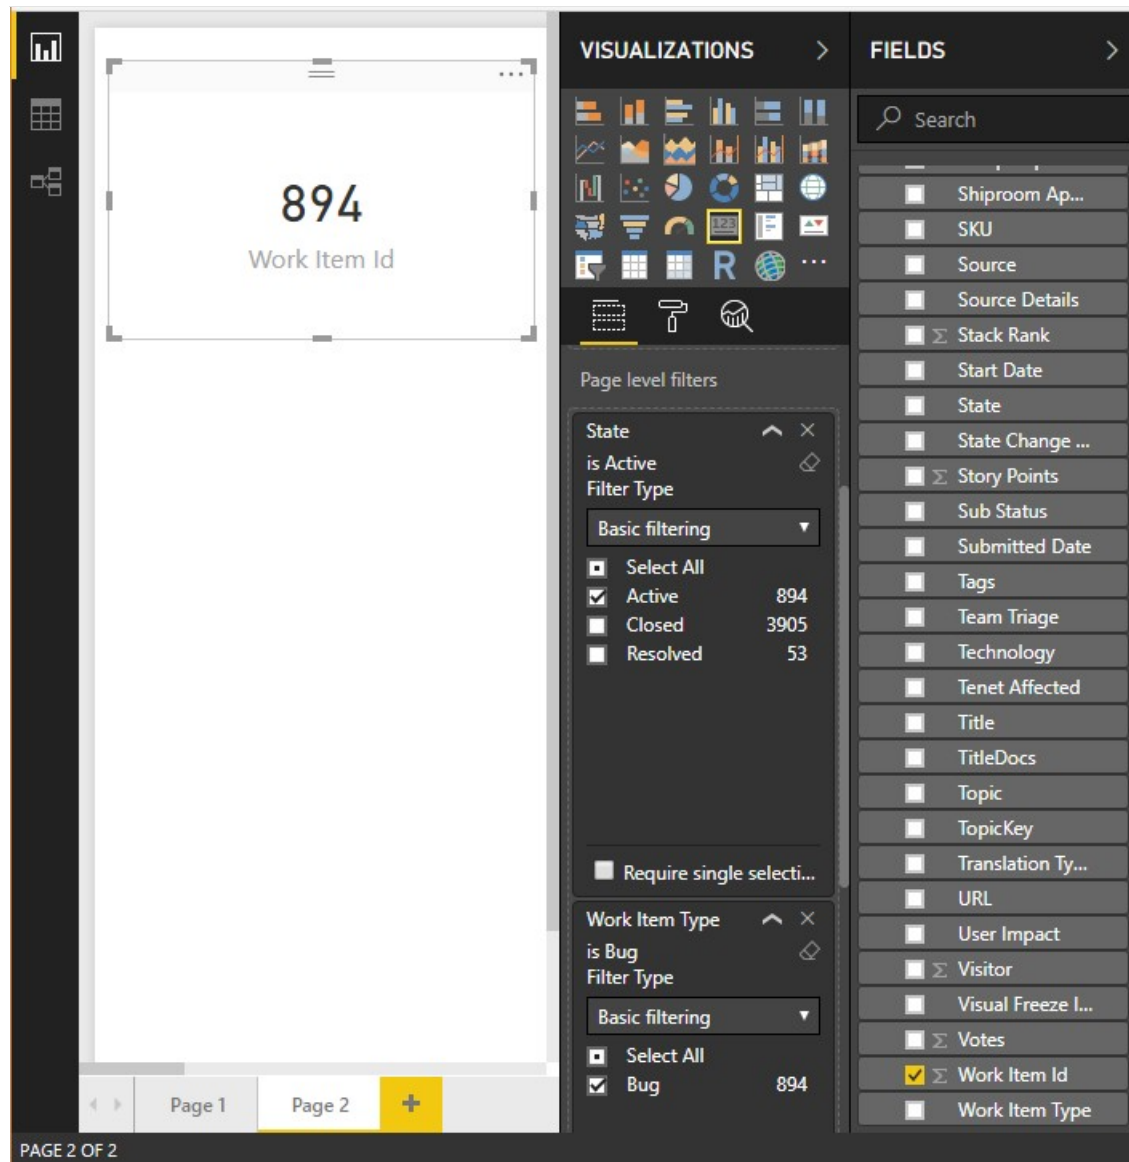 894
Work Item Id
Page 1
Page 2
+
PAGE 2 OF 2
VISUALIZATIONS
123
R
Page level filters
State
is Active
Filter Type
Basic filtering
Select All
Active 894
Closed 3905
Resolved 53
Require single selecti...
Work Item Type
is Bug
Filter Type
Basic filtering
Select All
Bug 894
FIELDS
Search
Shiproom Ap...
SKU
Source
Source Details
Σ Stack Rank
Start Date
State
State Change ...
Σ Story Points
Sub Status
Submitted Date
Tags
Team Triage
Technology
Tenet Affected
Title
TitleDocs
Topic
TopicKey
Translation Ty...
URL
User Impact
Σ Visitor
Visual Freeze I...
Σ Votes
Σ Work Item Id
Work Item Type